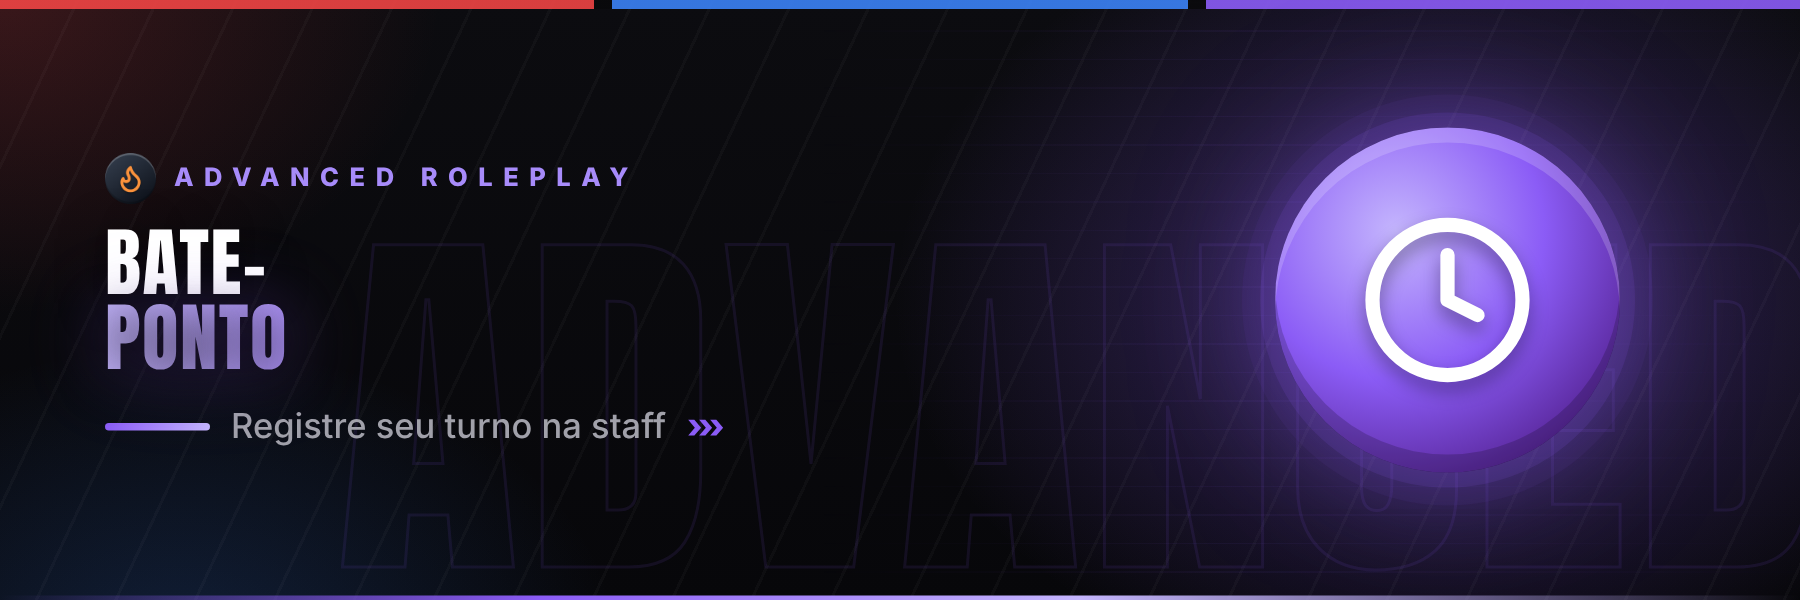 ADVANCED ROLEPLAY
BATE-
PONTO
Registre seu turno na staff
ADVANCED